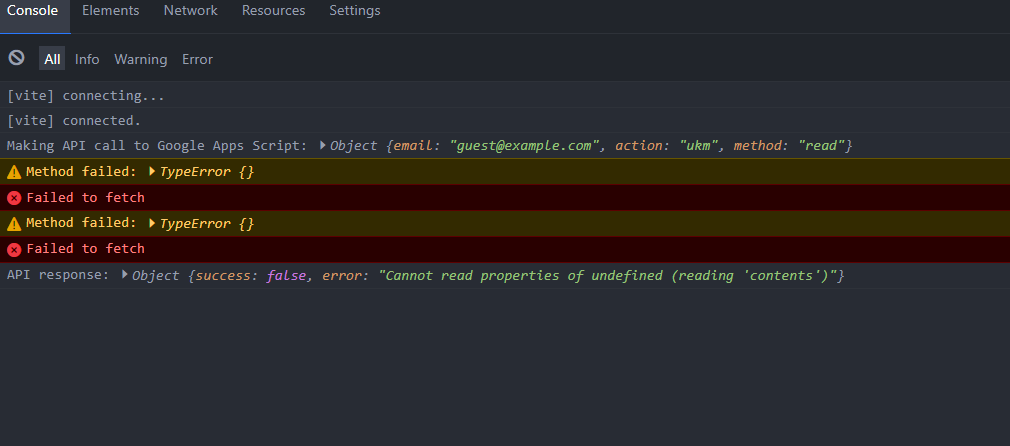 Console Elements Network Resources Settings
All Info Warning Error
[vite] connecting...
[vite] connected.
Making API call to Google Apps Script: Object {email: "guest@example.com", action: "ukm", method: "read"}
Method failed: TypeError {}
Failed to fetch
Method failed: TypeError {}
Failed to fetch
API response: Object {success: false, error: "Cannot read properties of undefined (reading 'contents')"}